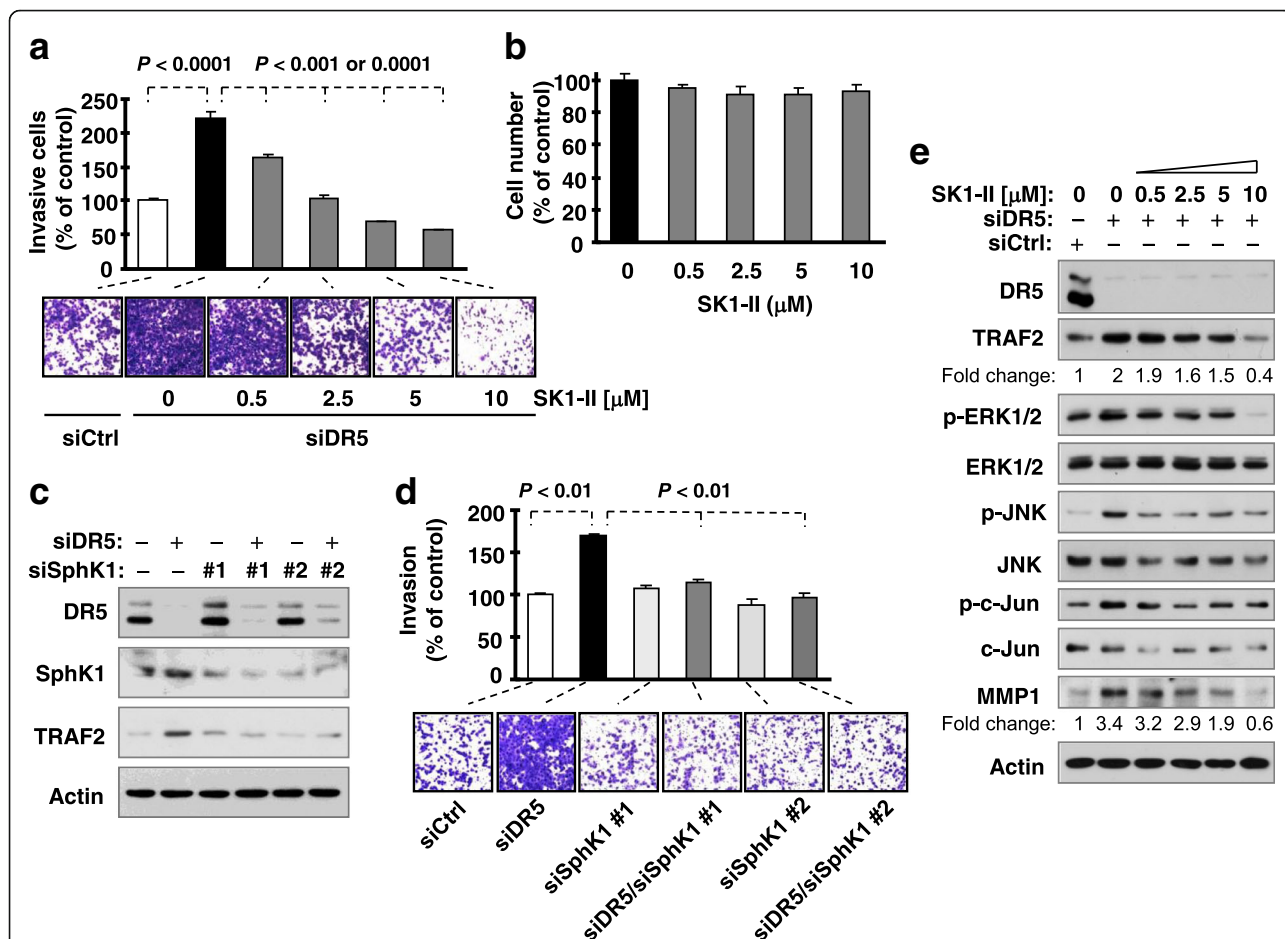 a
P < 0.0001 P < 0.001 or 0.0001
Invasive cells
(% of control)
250
200
150
100
50
0
0 0.5 2.5 5 10 SK1-II [µM]
siCtrl siDR5
b
Cell number
(% of control)
100
80
60
40
20
0
0 0.5 2.5 5 10
SK1-II (µM)
c
siDR5: – + – + – +
siSphK1: – – #1 #1 #2 #2
DR5
SphK1
TRAF2
Actin
d
P < 0.01 P < 0.01
Invasion
(% of control)
200
150
100
50
0
siCtrl
siDR5
siSphK1 #1
siDR5/siSphK1 #1
siSphK1 #2
siDR5/siSphK1 #2
e
SK1-II [µM]: 0 0 0.5 2.5 5 10
siDR5: – + + + + +
siCtrl: + – – – – –
DR5
TRAF2
Fold change: 1 2 1.9 1.6 1.5 0.4
p-ERK1/2
ERK1/2
p-JNK
JNK
p-c-Jun
c-Jun
MMP1
Fold change: 1 3.4 3.2 2.9 1.9 0.6
Actin